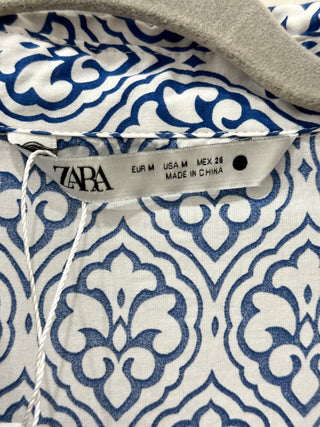 ZARA
EUR M USA M MEX 28
MADE IN CHINA